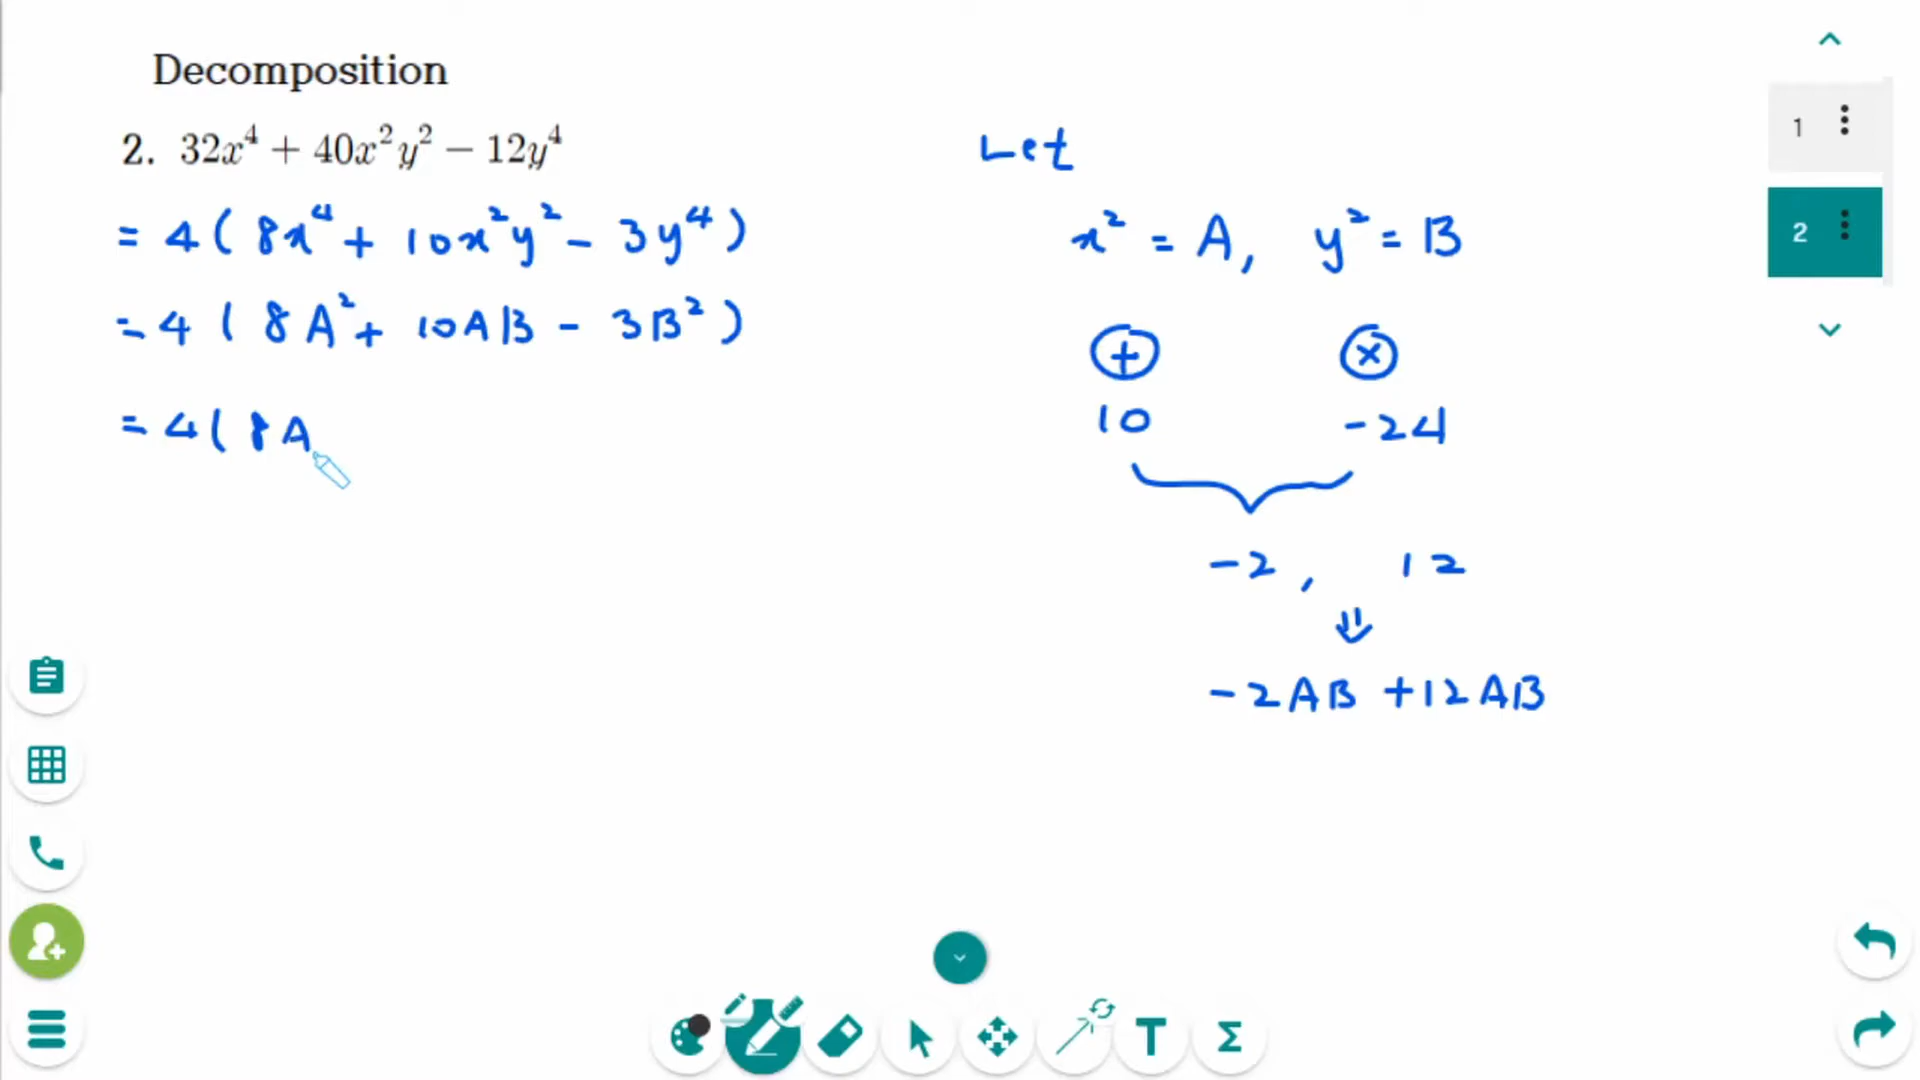 Decomposition
2. 32x⁴ + 40x²y² − 12y⁴
= 4 ( 8x⁴ + 10x²y² − 3y⁴ )
= 4 ( 8A² + 10AB − 3B² )
= 4 ( 8A
Let
x² = A, y² = B
+ ×
10 −24
−2, 12
⇓
−2AB +12AB
1
2
T
Σ